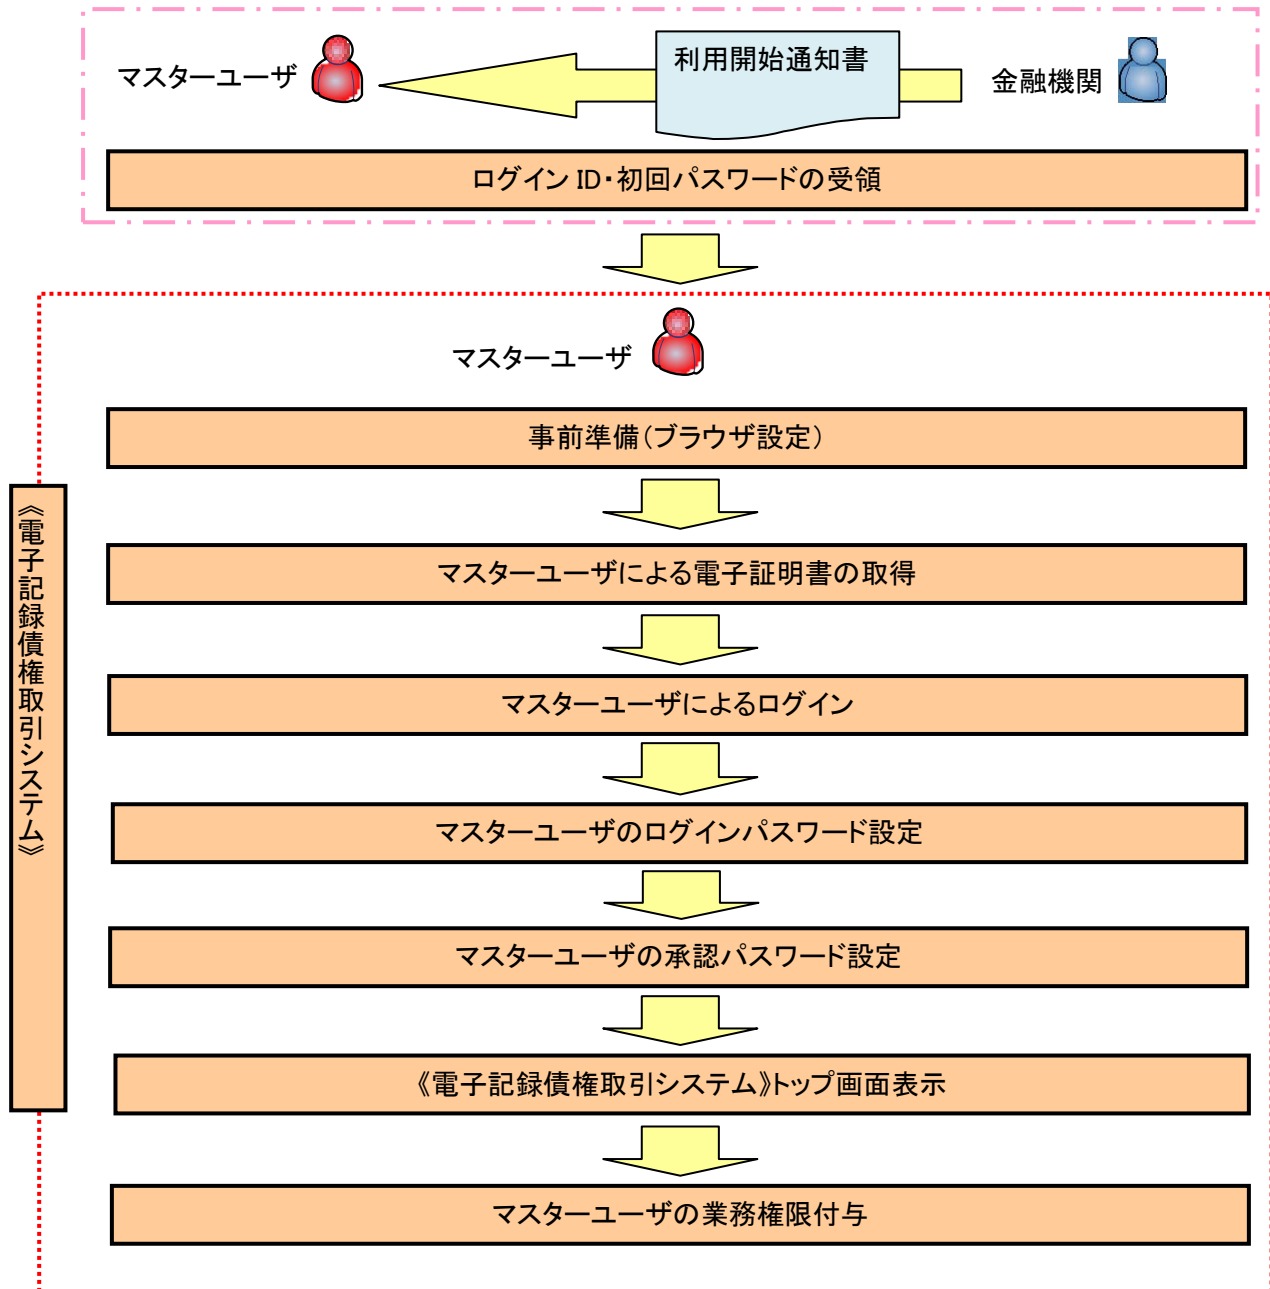 マスターユーザ
利用開始通知書
金融機関
ログイン ID・初回パスワードの受領
マスターユーザ
事前準備(ブラウザ設定)
マスターユーザによる電子証明書の取得
マスターユーザによるログイン
マスターユーザのログインパスワード設定
マスターユーザの承認パスワード設定
《電子記録債権取引システム》トップ画面表示
マスターユーザの業務権限付与
《電子記録債権取引システム》